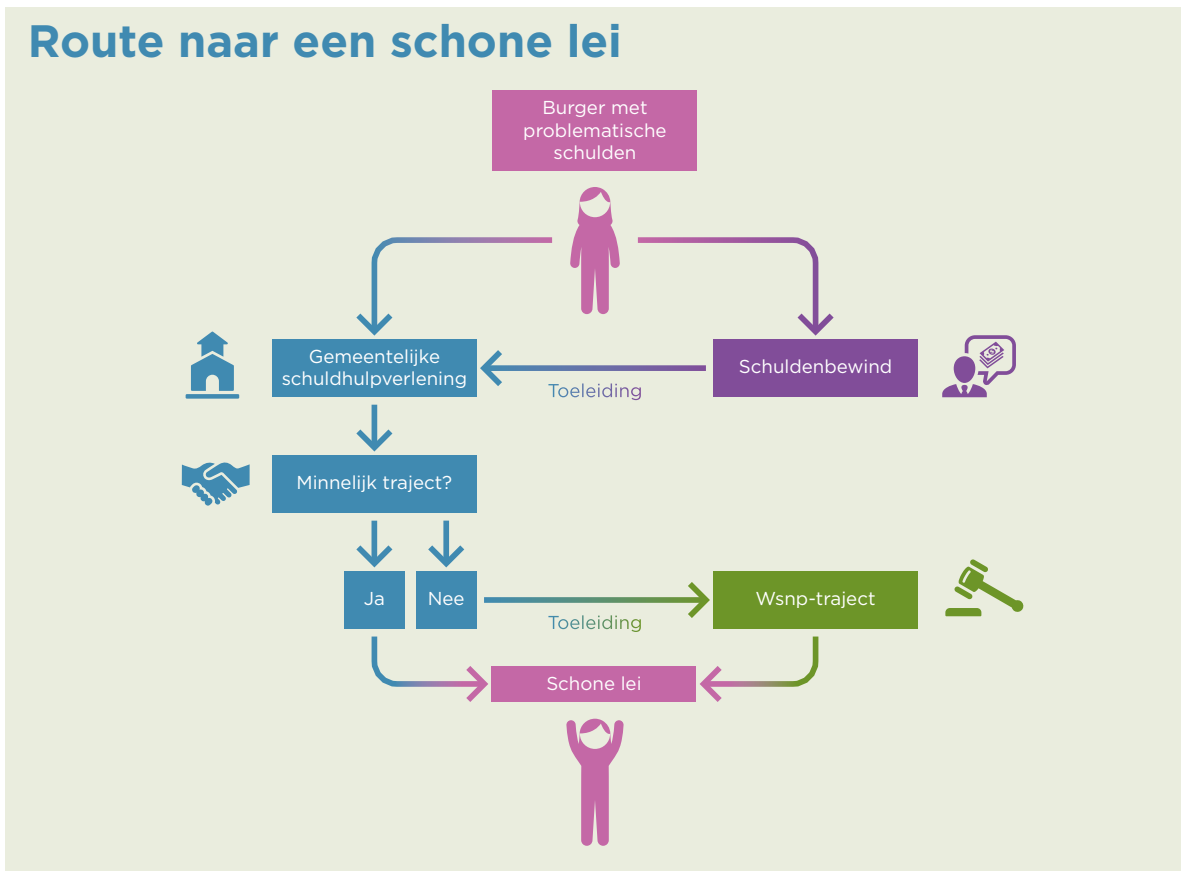 Route naar een schone lei
Burger met
problematische
schulden
Gemeentelijke
schuldhulpverlening
Toeleiding
Schuldenbewind
Minnelijk traject?
Ja
Nee
Toeleiding
Wsnp-traject
Schone lei